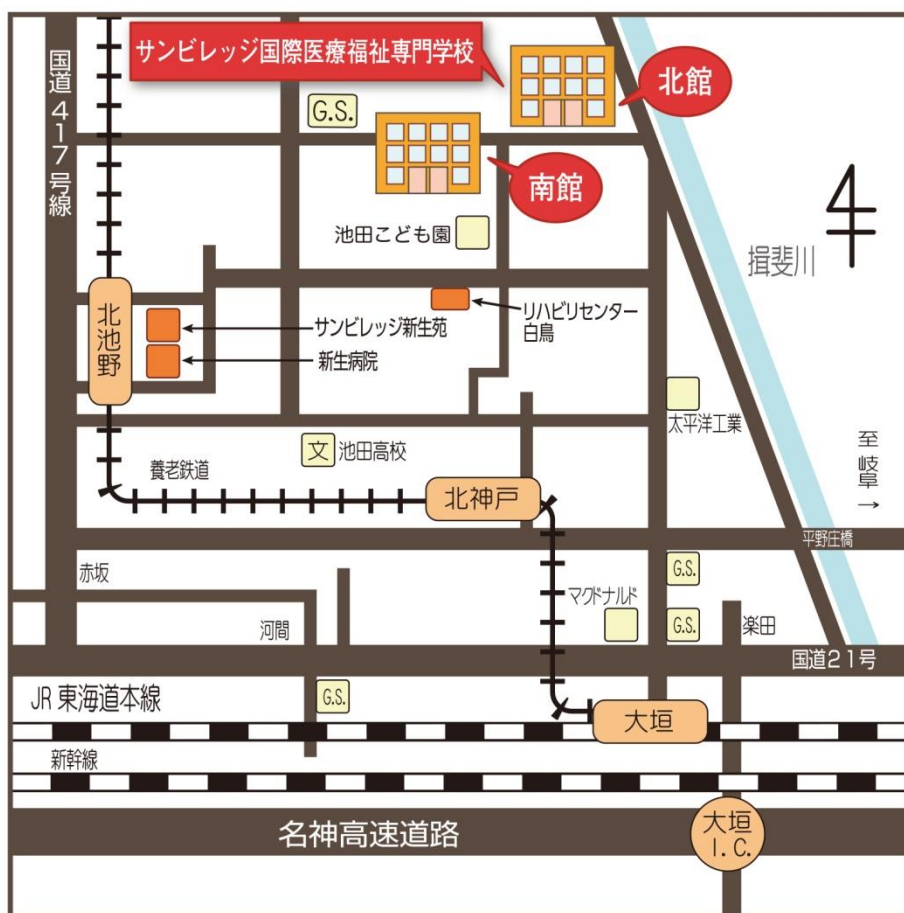 サンビレッジ国際医療福祉専門学校
北館
国道417号線
G.S.
南館
池田こども園
揖斐川
北池野
サンビレッジ新生苑
新生病院
リハビリセンター
白鳥
太平洋工業
文 池田高校
至岐阜→
養老鉄道
北神戸
平野庄橋
赤坂
河間
マクドナルド
G.S.
G.S.
楽田
国道21号
JR東海道本線
G.S.
大垣
新幹線
名神高速道路
大垣
I.C.